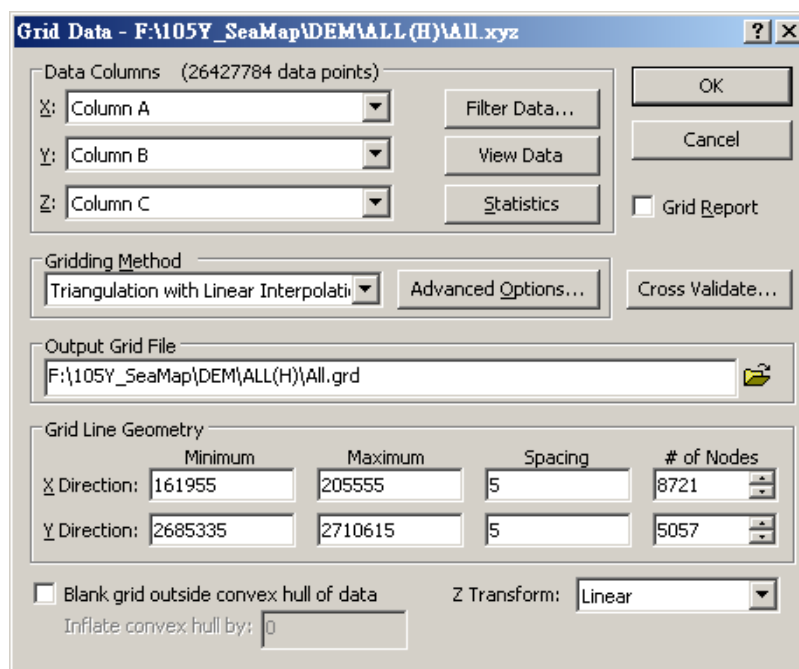 Grid Data - F:\105Y_SeaMap\DEM\ALL(H)\All.xyz
Data Columns (26427784 data points)
X: Column A
Y: Column B
Z: Column C
Filter Data...
View Data
Statistics
OK
Cancel
Grid Report
Gridding Method
Triangulation with Linear Interpolati
Advanced Options...
Cross Validate...
Output Grid File
F:\105Y_SeaMap\DEM\ALL(H)\All.grd
Grid Line Geometry
Minimum Maximum Spacing # of Nodes
X Direction: 161955 205555 5 8721
Y Direction: 2685335 2710615 5 5057
Blank grid outside convex hull of data
Inflate convex hull by: 0
Z Transform: Linear